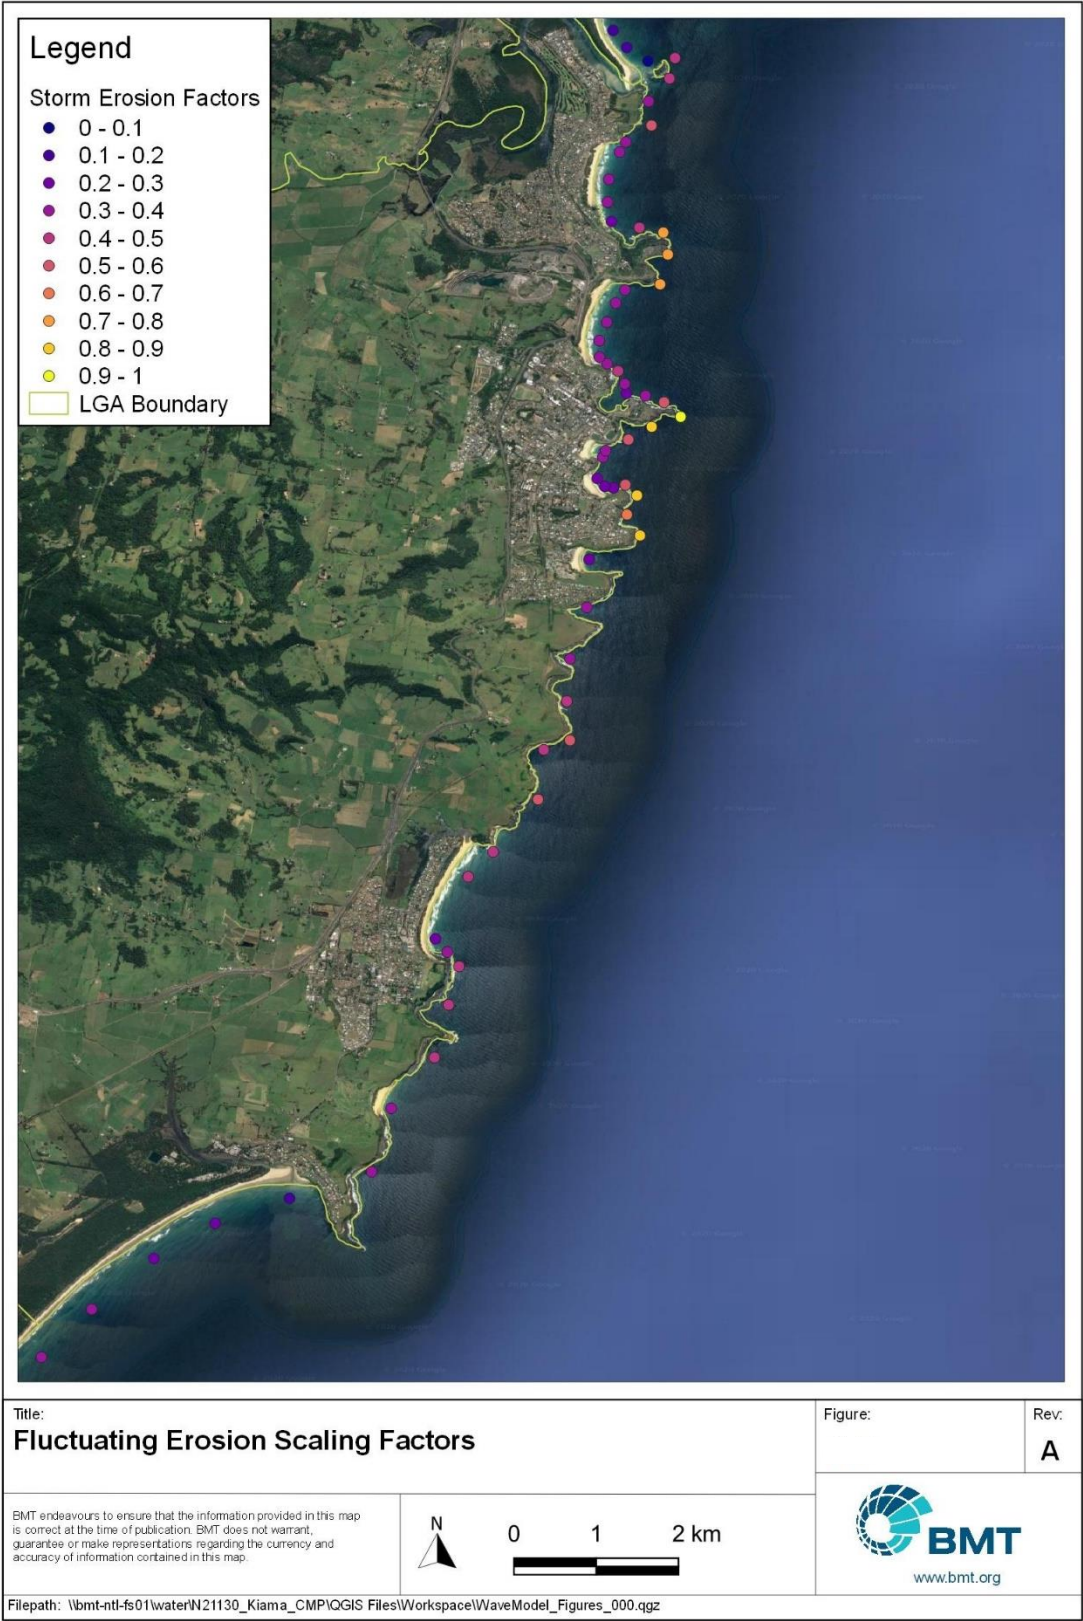 Legend
Storm Erosion Factors
0 - 0.1
0.1 - 0.2
0.2 - 0.3
0.3 - 0.4
0.4 - 0.5
0.5 - 0.6
0.6 - 0.7
0.7 - 0.8
0.8 - 0.9
0.9 - 1
LGA Boundary
Title:
Fluctuating Erosion Scaling Factors
Figure:
Rev:
A
BMT endeavours to ensure that the information provided in this map
is correct at the time of publication. BMT does not warrant,
guarantee or make representations regarding the currency and
accuracy of information contained in this map.
N
0 1 2 km
BMT
www.bmt.org
Filepath: \\bmt-ntl-fs01\water\N21130_Kiama_CMP\QGIS Files\Workspace\WaveModel_Figures_000.qgz